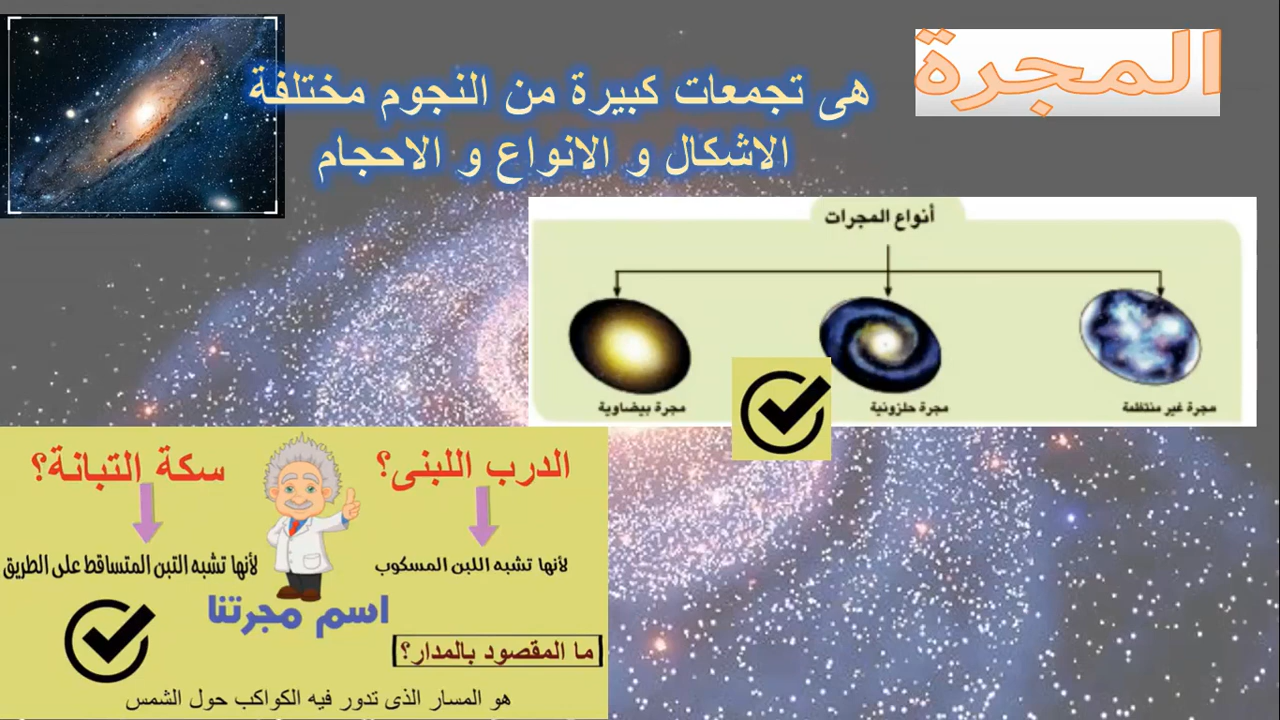 المجرة
هى تجمعات كبيرة من النجوم مختلفة
الاشكال و الانواع و الاحجام
أنواع المجرات
مجرة غير منتظمة
مجرة حلزونية
مجرة بيضاوية
الدرب اللبنى؟
سكة التبانة؟
لأنها تشبه اللبن المسكوب
لأنها تشبه التبن المتساقط على الطريق
اسم مجرتنا
ما المقصود بالمدار؟
هو المسار الذى تدور فيه الكواكب حول الشمس